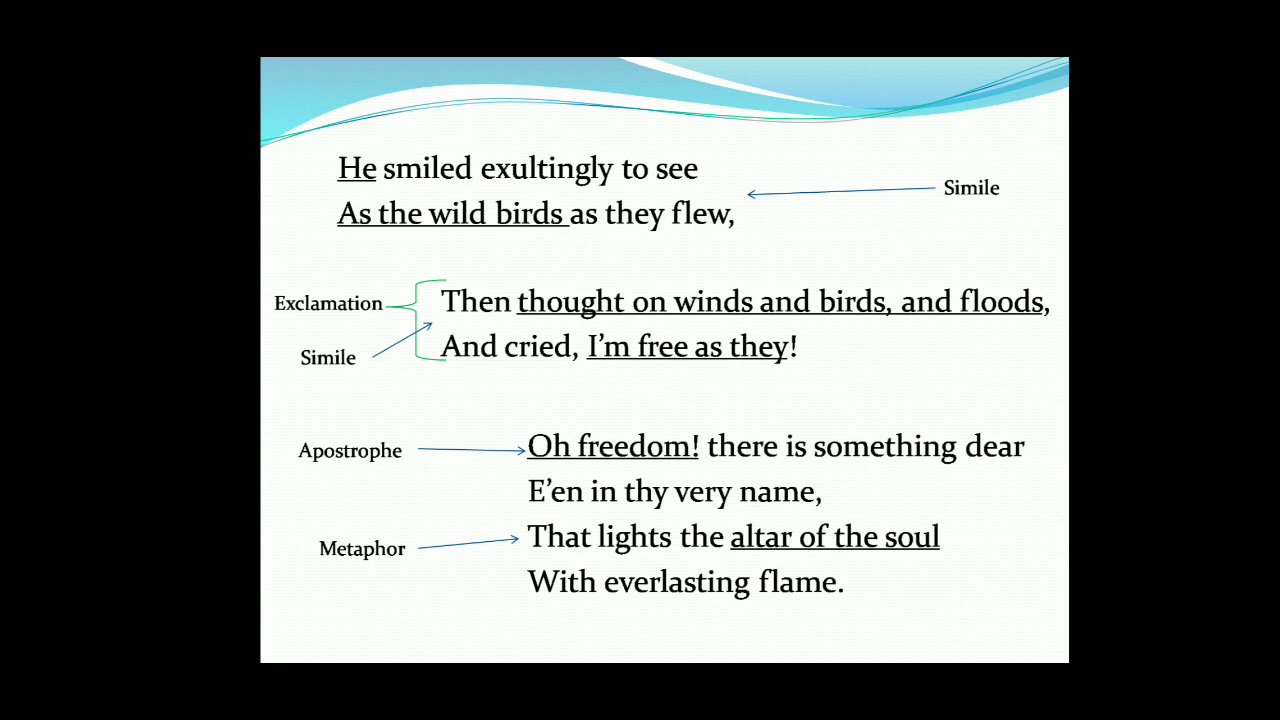 He smiled exultingly to see
Simile
As the wild birds as they flew,
Exclamation
Then thought on winds and birds, and floods,
Simile
And cried, I’m free as they!
Apostrophe
Oh freedom! there is something dear
E’en in thy very name,
Metaphor
That lights the altar of the soul
With everlasting flame.